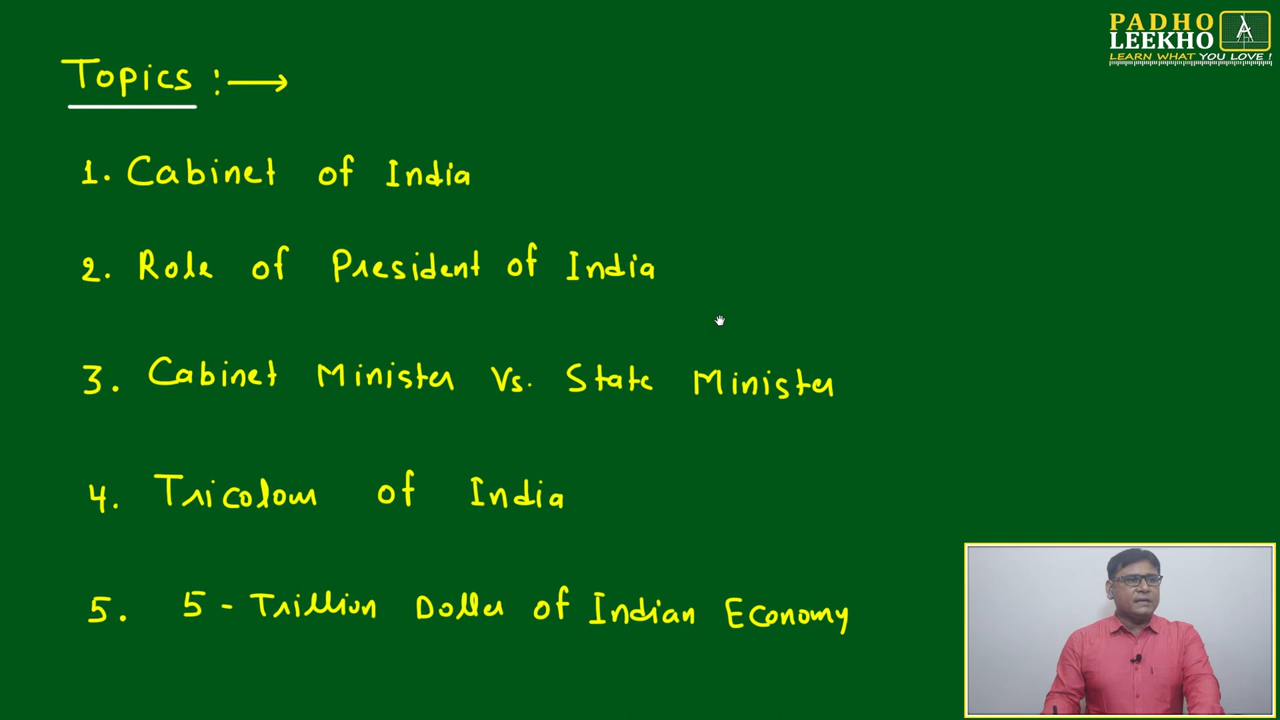 PADHO
LEEKHO
LEARN WHAT YOU LOVE !
Topics :→
1. Cabinet of India
2. Role of President of India
3. Cabinet Minister Vs. State Minister
4. Tricolour of India
5. 5 - Trillion Doller of Indian Economy